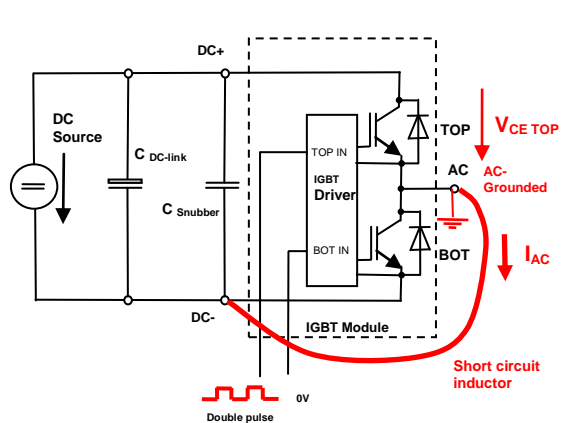 DC+
DC
Source
C DC-link
C Snubber
TOP IN
IGBT
Driver
BOT IN
TOP
V CE TOP
AC
AC-
Grounded
BOT
I AC
DC-
IGBT Module
Short circuit
inductor
0V
Double pulse